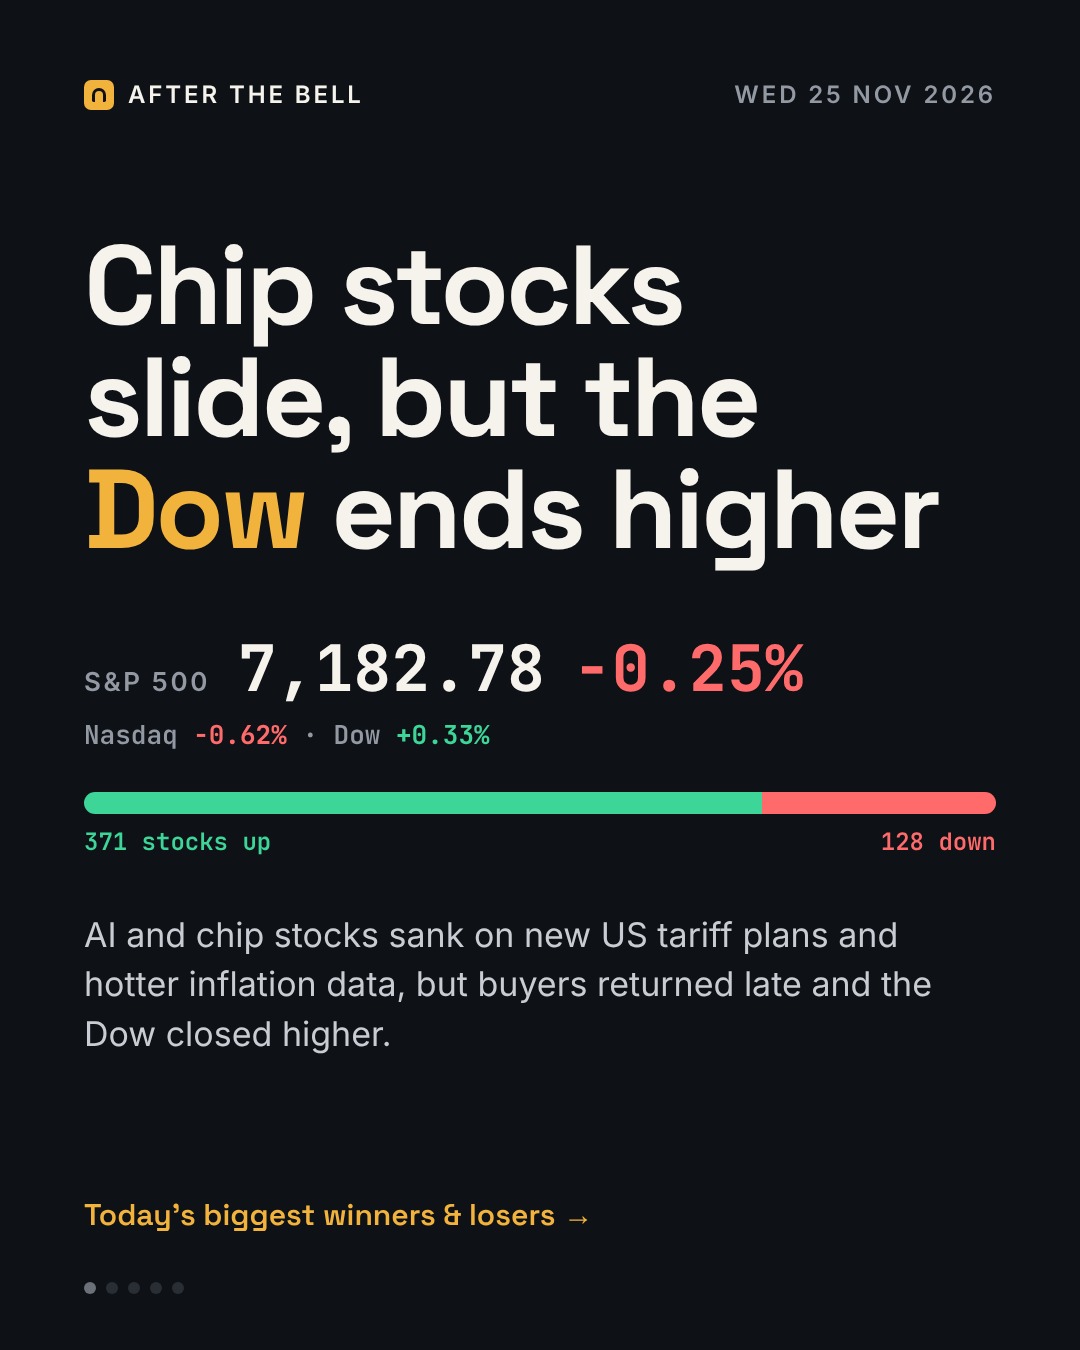 AFTER THE BELL
WED 25 NOV 2026
Chip stocks
slide, but the
Dow ends higher
S&P 500 7,182.78 -0.25%
Nasdaq -0.62% · Dow +0.33%
371 stocks up
128 down
AI and chip stocks sank on new US tariff plans and
hotter inflation data, but buyers returned late and the
Dow closed higher.
Today’s biggest winners & losers →